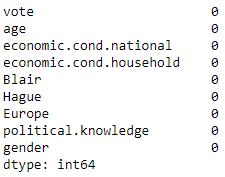 vote 0
age 0
economic.cond.national 0
economic.cond.household 0
Blair 0
Hague 0
Europe 0
political.knowledge 0
gender 0
dtype: int64